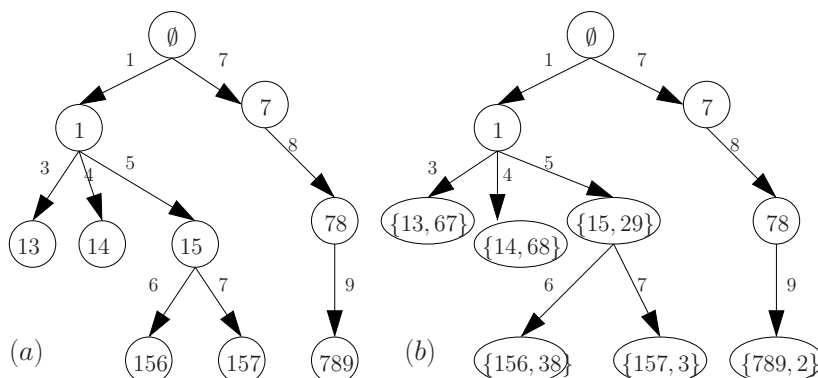 ∅ ∅
1 7 1 7
7 7
1 1
8 8
3 4 5 3 4 5
13 14 15 78 {13, 67} {14, 68} {15, 29} 78
6 7 9 6 7 9
(a) 156 157 789 (b) {156, 38} {157, 3} {789, 2}